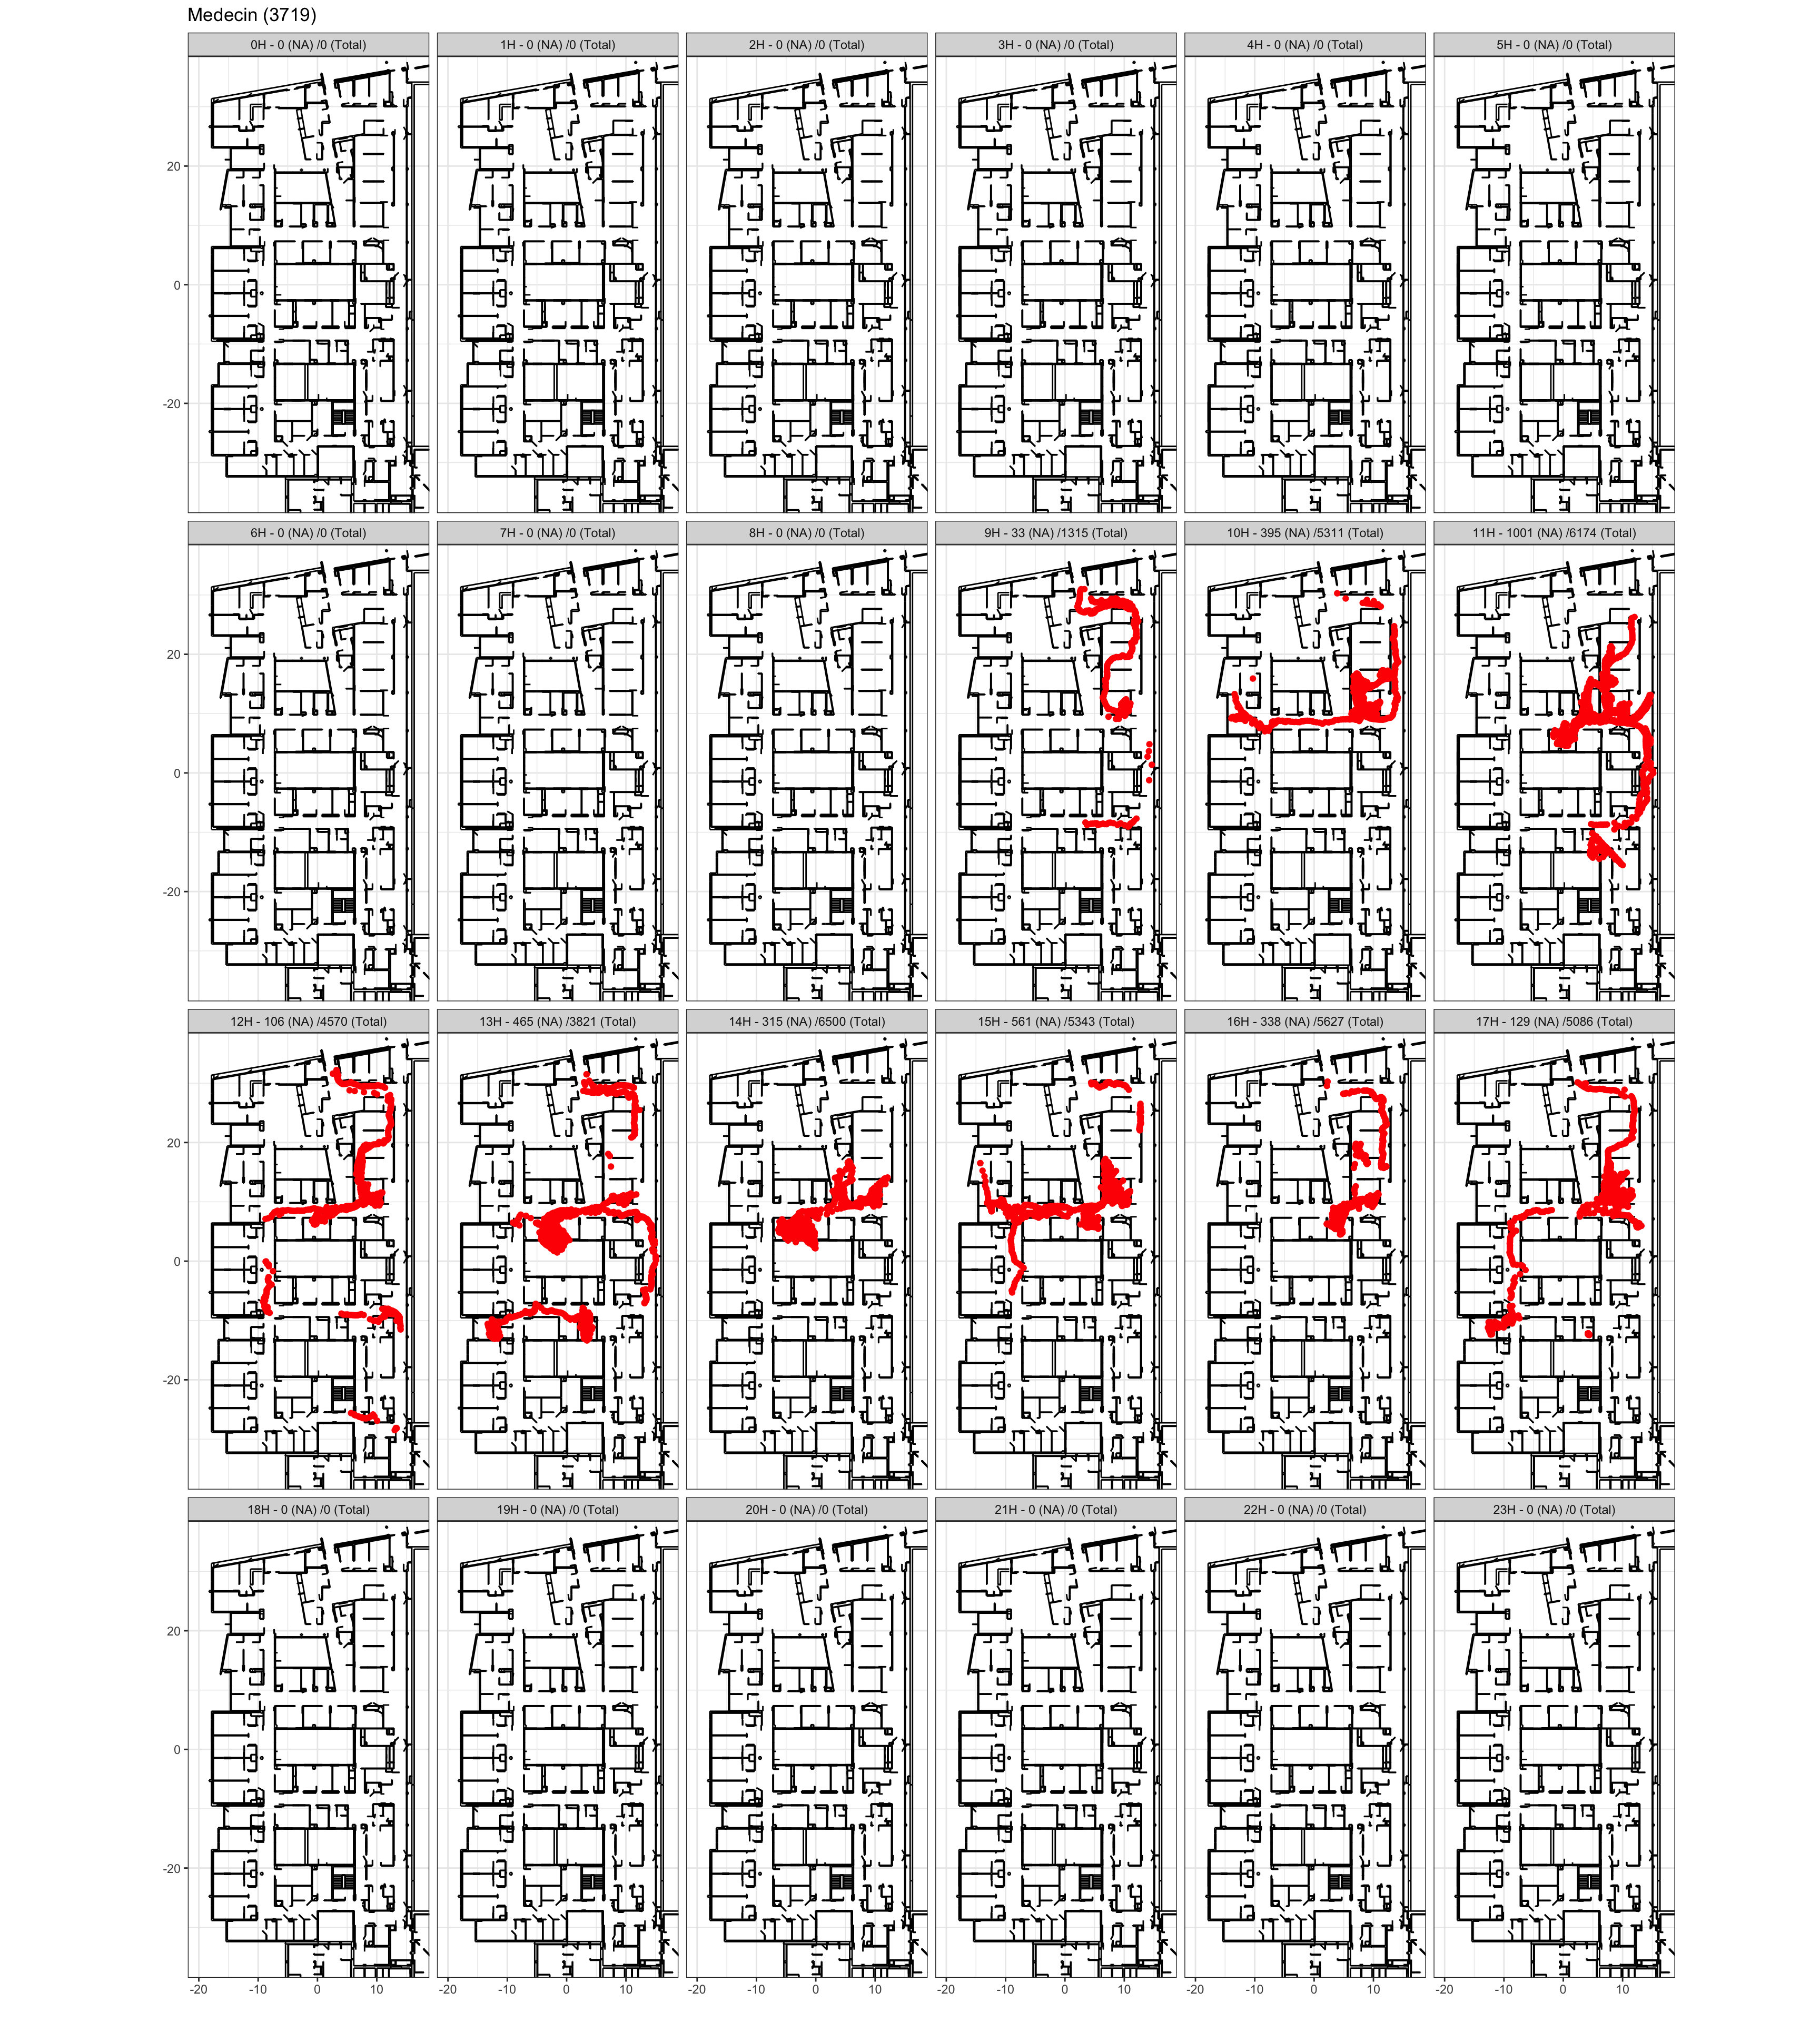 Medecin (3719)
0H - 0 (NA) /0 (Total) 1H - 0 (NA) /0 (Total) 2H - 0 (NA) /0 (Total) 3H - 0 (NA) /0 (Total) 4H - 0 (NA) /0 (Total) 5H - 0 (NA) /0 (Total)
20
0
-20
6H - 0 (NA) /0 (Total) 7H - 0 (NA) /0 (Total) 8H - 0 (NA) /0 (Total) 9H - 33 (NA) /1315 (Total) 10H - 395 (NA) /5311 (Total) 11H - 1001 (NA) /6174 (Total)
20
0
-20
12H - 106 (NA) /4570 (Total) 13H - 465 (NA) /3821 (Total) 14H - 315 (NA) /6500 (Total) 15H - 561 (NA) /5343 (Total) 16H - 338 (NA) /5627 (Total) 17H - 129 (NA) /5086 (Total)
20
0
-20
18H - 0 (NA) /0 (Total) 19H - 0 (NA) /0 (Total) 20H - 0 (NA) /0 (Total) 21H - 0 (NA) /0 (Total) 22H - 0 (NA) /0 (Total) 23H - 0 (NA) /0 (Total)
20
0
-20
-20 -10 0 10 -20 -10 0 10 -20 -10 0 10 -20 -10 0 10 -20 -10 0 10 -20 -10 0 10